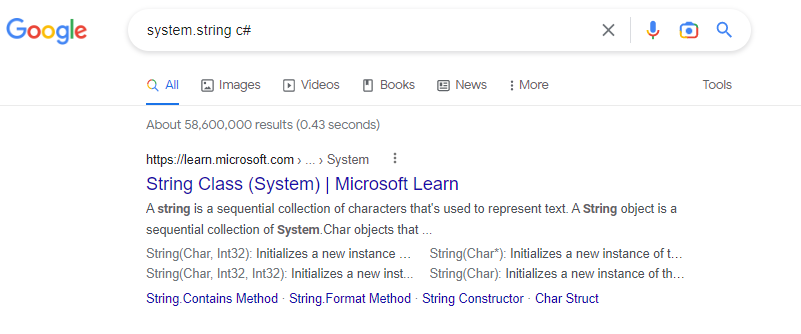 Google
system.string c#
All Images Videos Books News More Tools
About 58,600,000 results (0.43 seconds)
https://learn.microsoft.com › ... › System
String Class (System) | Microsoft Learn
A string is a sequential collection of characters that's used to represent text. A String object is a
sequential collection of System.Char objects that ...
String(Char, Int32): Initializes a new instance ... String(Char*): Initializes a new instance of t...
String(Char, Int32, Int32): Initializes a new inst... String(Char): Initializes a new instance of th...
String.Contains Method · String.Format Method · String Constructor · Char Struct